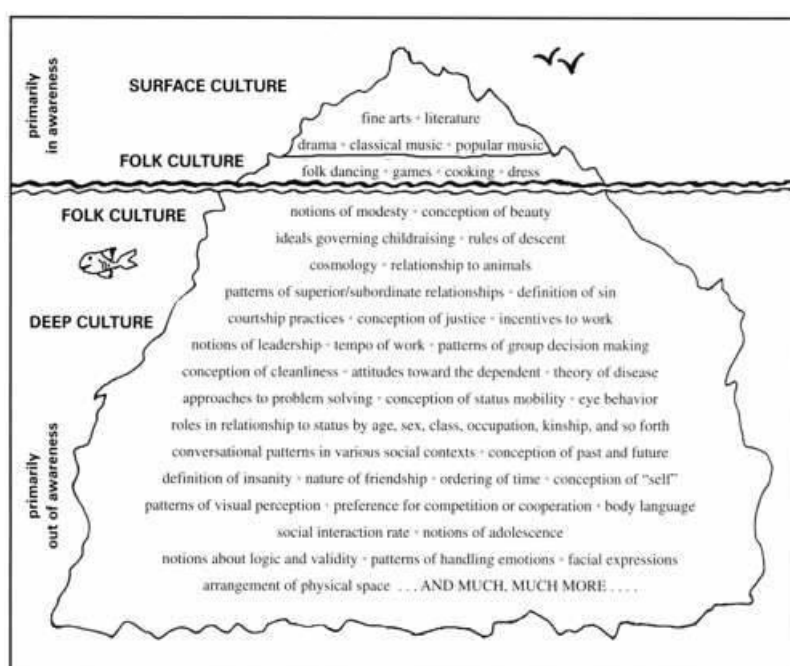 primarily
in awareness
SURFACE CULTURE
fine arts • literature
drama • classical music • popular music
FOLK CULTURE
folk dancing • games • cooking • dress
FOLK CULTURE
notions of modesty • conception of beauty
ideals governing childraising • rules of descent
cosmology • relationship to animals
patterns of superior/subordinate relationships • definition of sin
DEEP CULTURE
courtship practices • conception of justice • incentives to work
notions of leadership • tempo of work • patterns of group decision making
conception of cleanliness • attitudes toward the dependent • theory of disease
approaches to problem solving • conception of status mobility • eye behavior
roles in relationship to status by age, sex, class, occupation, kinship, and so forth
conversational patterns in various social contexts • conception of past and future
definition of insanity • nature of friendship • ordering of time • conception of "self"
patterns of visual perception • preference for competition or cooperation • body language
social interaction rate • notions of adolescence
notions about logic and validity • patterns of handling emotions • facial expressions
arrangement of physical space . . . AND MUCH, MUCH MORE . . . .
primarily
out of awareness